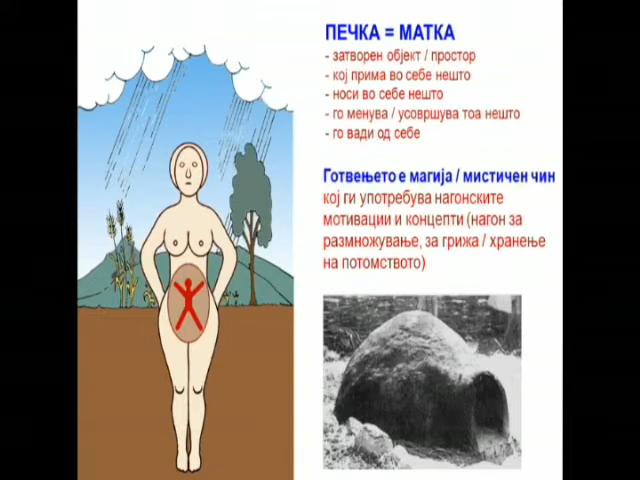 ПЕЧКА = МАТКА
- затворен објект / простор
- кој прима во себе нешто
- носи во себе нешто
- го менува / усовршува тоа нешто
- го вади од себе
Готвењето е магија / мистичен чин
кој ги употребува нагонските
мотивации и концепти (нагон за
размножување, за грижа / хранење
на потомството)